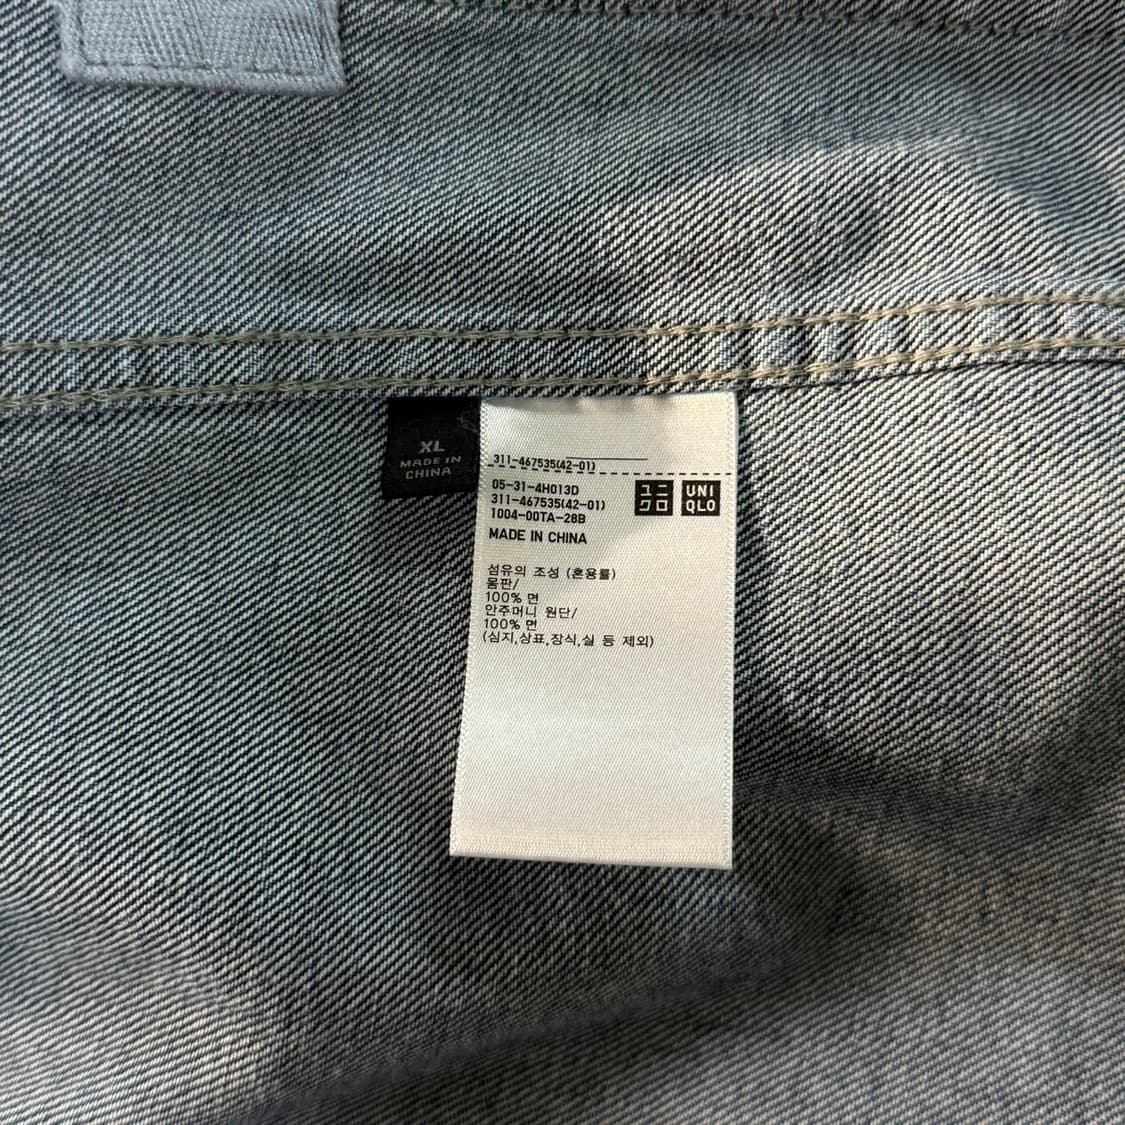 XL
MADE IN
CHINA
311-467535(42-01)
05-31-4H013D
311-467535(42-01)
1004-00TA-28B
ユニ
クロ
UNI
QLO
MADE IN CHINA
섬유의 조성 (혼용률)
몸판/
100% 면
안주머니 원단/
100% 면
(심지,상표,장식,실 등 제외)